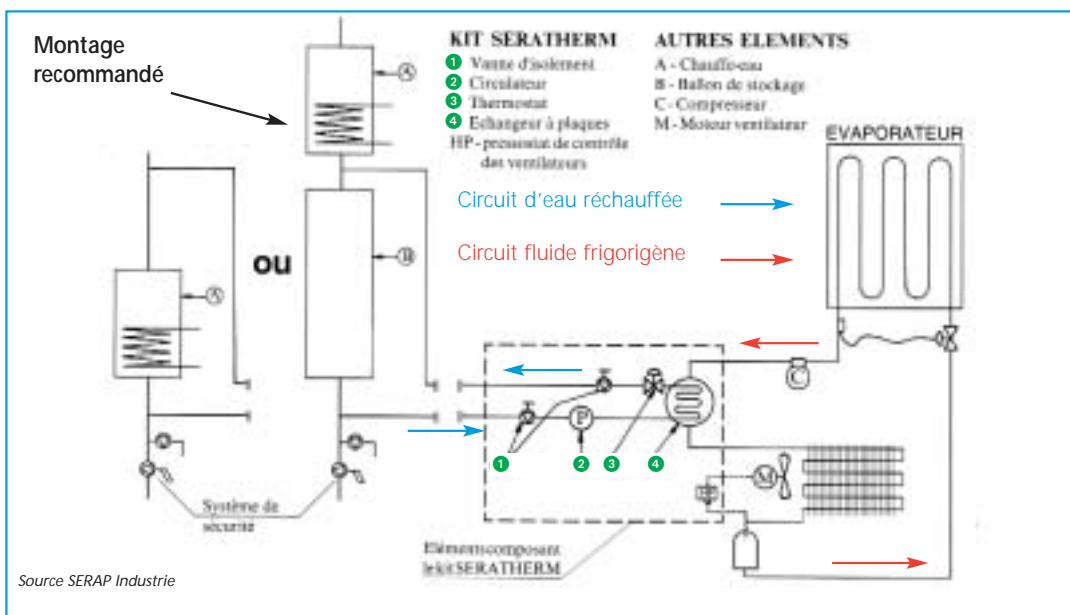 Montage
recommandé
KIT SERATHERM
1 Vanne d'isolement
2 Circulateur
3 Thermostat
4 Echangeur à plaques
HP - pressostat de contrôle
des ventilateurs
AUTRES ELEMENTS
A - Chauffe-eau
B - Ballon de stockage
C - Compresseur
M - Moteur ventilateur
EVAPORATEUR
Circuit d'eau réchauffée
Circuit fluide frigorigène
A
A
ou
B
C
P
1
2
3
4
M
HP
Système de
sécurité
Eléments composant
le kit SERATHERM
Source SERAP Industrie